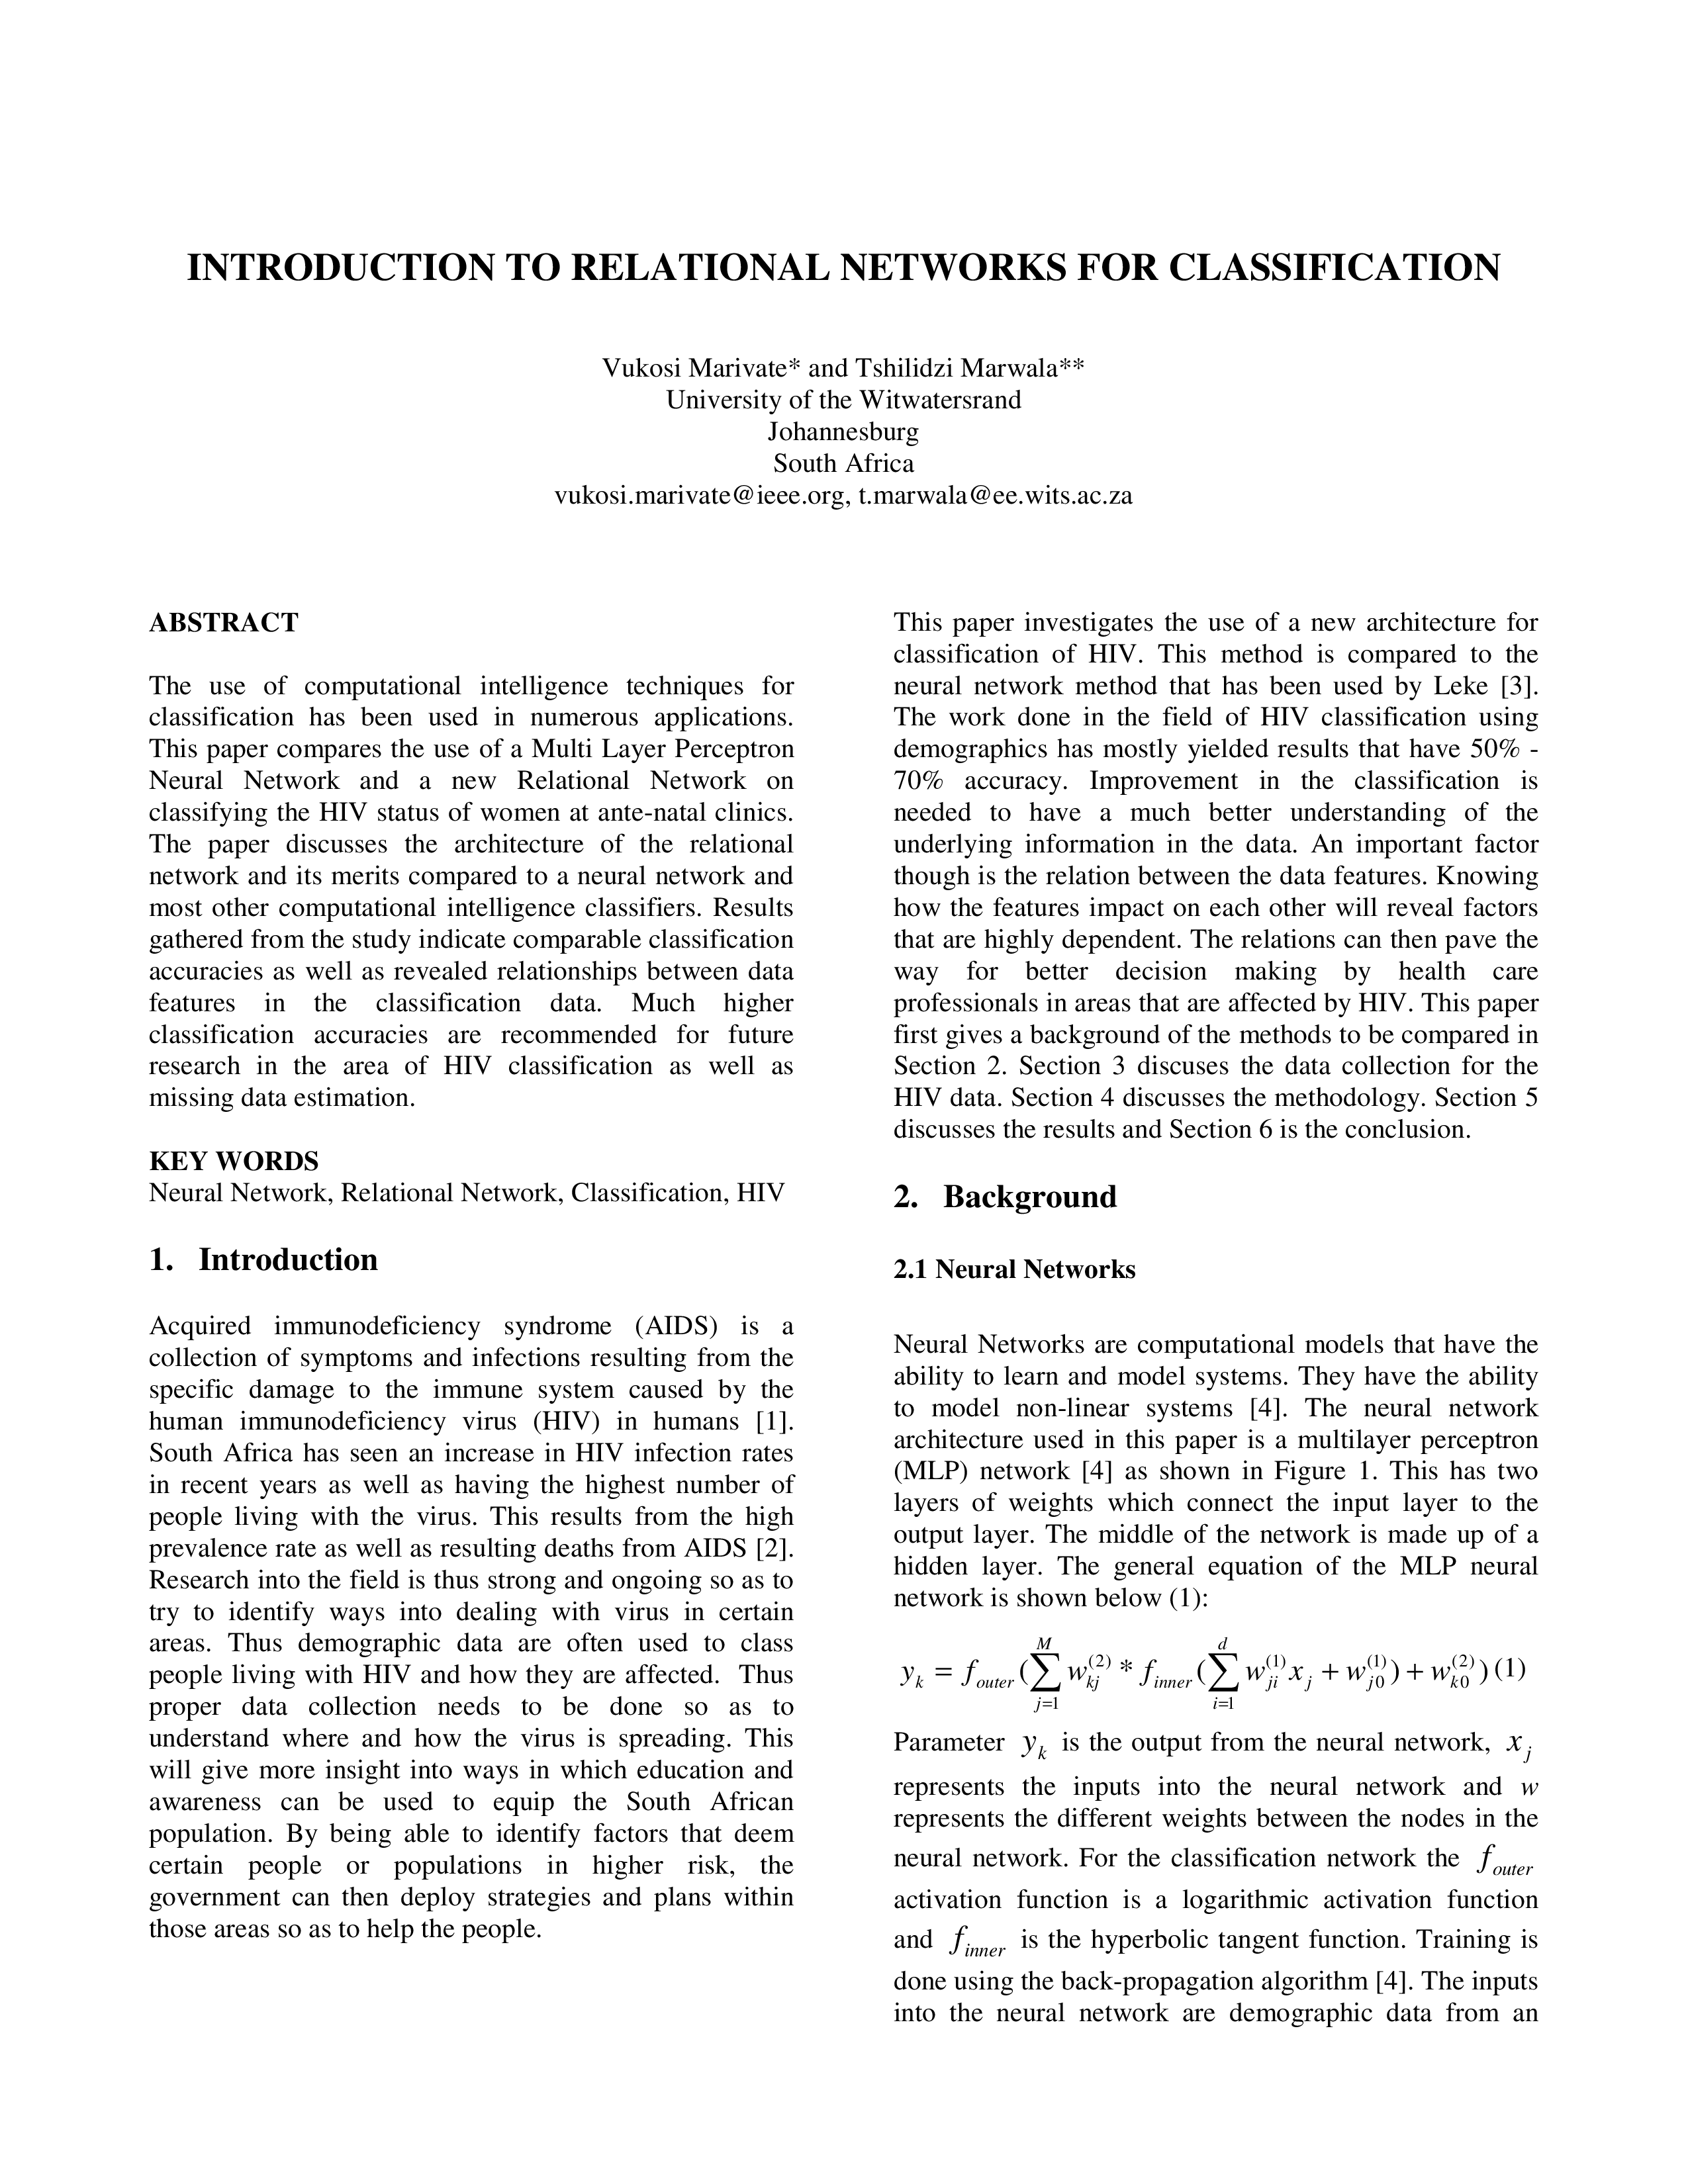 INTRODUCTION TO RELATIONAL NETWORKS FOR CLASSIFICATION
Vukosi Marivate* and Tshilidzi Marwala**
University of the Witwatersrand
Johannesburg
South Africa
vukosi.marivate@ieee.org, t.marwala@ee.wits.ac.za
ABSTRACT
The use of computational intelligence techniques for
classification has been used in numerous applications.
This paper compares the use of a Multi Layer Perceptron
Neural Network and a new Relational Network on
classifying the HIV status of women at ante-natal clinics.
The paper discusses the architecture of the relational
network and its merits compared to a neural network and
most other computational intelligence classifiers. Results
gathered from the study indicate comparable classification
accuracies as well as revealed relationships between data
features in the classification data. Much higher
classification accuracies are recommended for future
research in the area of HIV classification as well as
missing data estimation.
KEY WORDS
Neural Network, Relational Network, Classification, HIV
1. Introduction
Acquired immunodeficiency syndrome (AIDS) is a
collection of symptoms and infections resulting from the
specific damage to the immune system caused by the
human immunodeficiency virus (HIV) in humans [1].
South Africa has seen an increase in HIV infection rates
in recent years as well as having the highest number of
people living with the virus. This results from the high
prevalence rate as well as resulting deaths from AIDS [2].
Research into the field is thus strong and ongoing so as to
try to identify ways into dealing with virus in certain
areas. Thus demographic data are often used to class
people living with HIV and how they are affected. Thus
proper data collection needs to be done so as to
understand where and how the virus is spreading. This
will give more insight into ways in which education and
awareness can be used to equip the South African
population. By being able to identify factors that deem
certain people or populations in higher risk, the
government can then deploy strategies and plans within
those areas so as to help the people.
This paper investigates the use of a new architecture for
classification of HIV. This method is compared to the
neural network method that has been used by Leke [3].
The work done in the field of HIV classification using
demographics has mostly yielded results that have 50% -
70% accuracy. Improvement in the classification is
needed to have a much better understanding of the
underlying information in the data. An important factor
though is the relation between the data features. Knowing
how the features impact on each other will reveal factors
that are highly dependent. The relations can then pave the
way for better decision making by health care
professionals in areas that are affected by HIV. This paper
first gives a background of the methods to be compared in
Section 2. Section 3 discuses the data collection for the
HIV data. Section 4 discusses the methodology. Section 5
discusses the results and Section 6 is the conclusion.
2. Background
2.1 Neural Networks
Neural Networks are computational models that have the
ability to learn and model systems. They have the ability
to model non-linear systems [4]. The neural network
architecture used in this paper is a multilayer perceptron
(MLP) network [4] as shown in Figure 1. This has two
layers of weights which connect the input layer to the
output layer. The middle of the network is made up of a
hidden layer. The general equation of the MLP neural
network is shown below (1):
y_k = f_outer(∑_{j=1}^{M} w_{kj}^{(2)} * f_inner(∑_{i=1}^{d} w_{ji}^{(1)} x_j + w_{j0}^{(1)}) + w_{k0}^{(2)}) (1)
Parameter y_k is the output from the neural network, x_j
represents the inputs into the neural network and w
represents the different weights between the nodes in the
neural network. For the classification network the f_outer
activation function is a logarithmic activation function
and f_inner is the hyperbolic tangent function. Training is
done using the back-propagation algorithm [4]. The inputs
into the neural network are demographic data from an